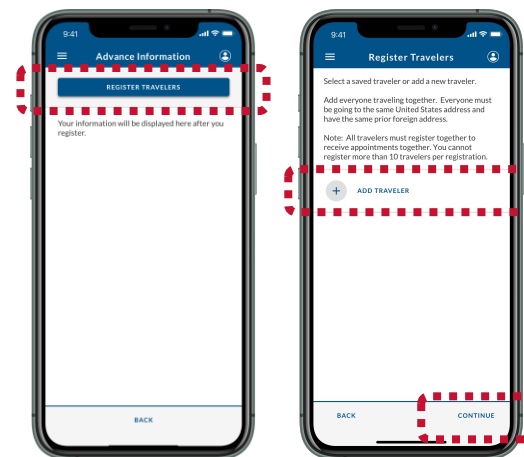 9:41
Advance Information
REGISTER TRAVELERS
Your information will be displayed here after you
register.
BACK
9:41
Register Travelers
Select a saved traveler or add a new traveler.
Add everyone traveling together. Everyone must
be going to the same United States address and
have the same prior foreign address.
Note: All travelers must register together to
receive appointments together. You cannot
register more than 10 travelers per registration.
+ ADD TRAVELER
BACK CONTINUE